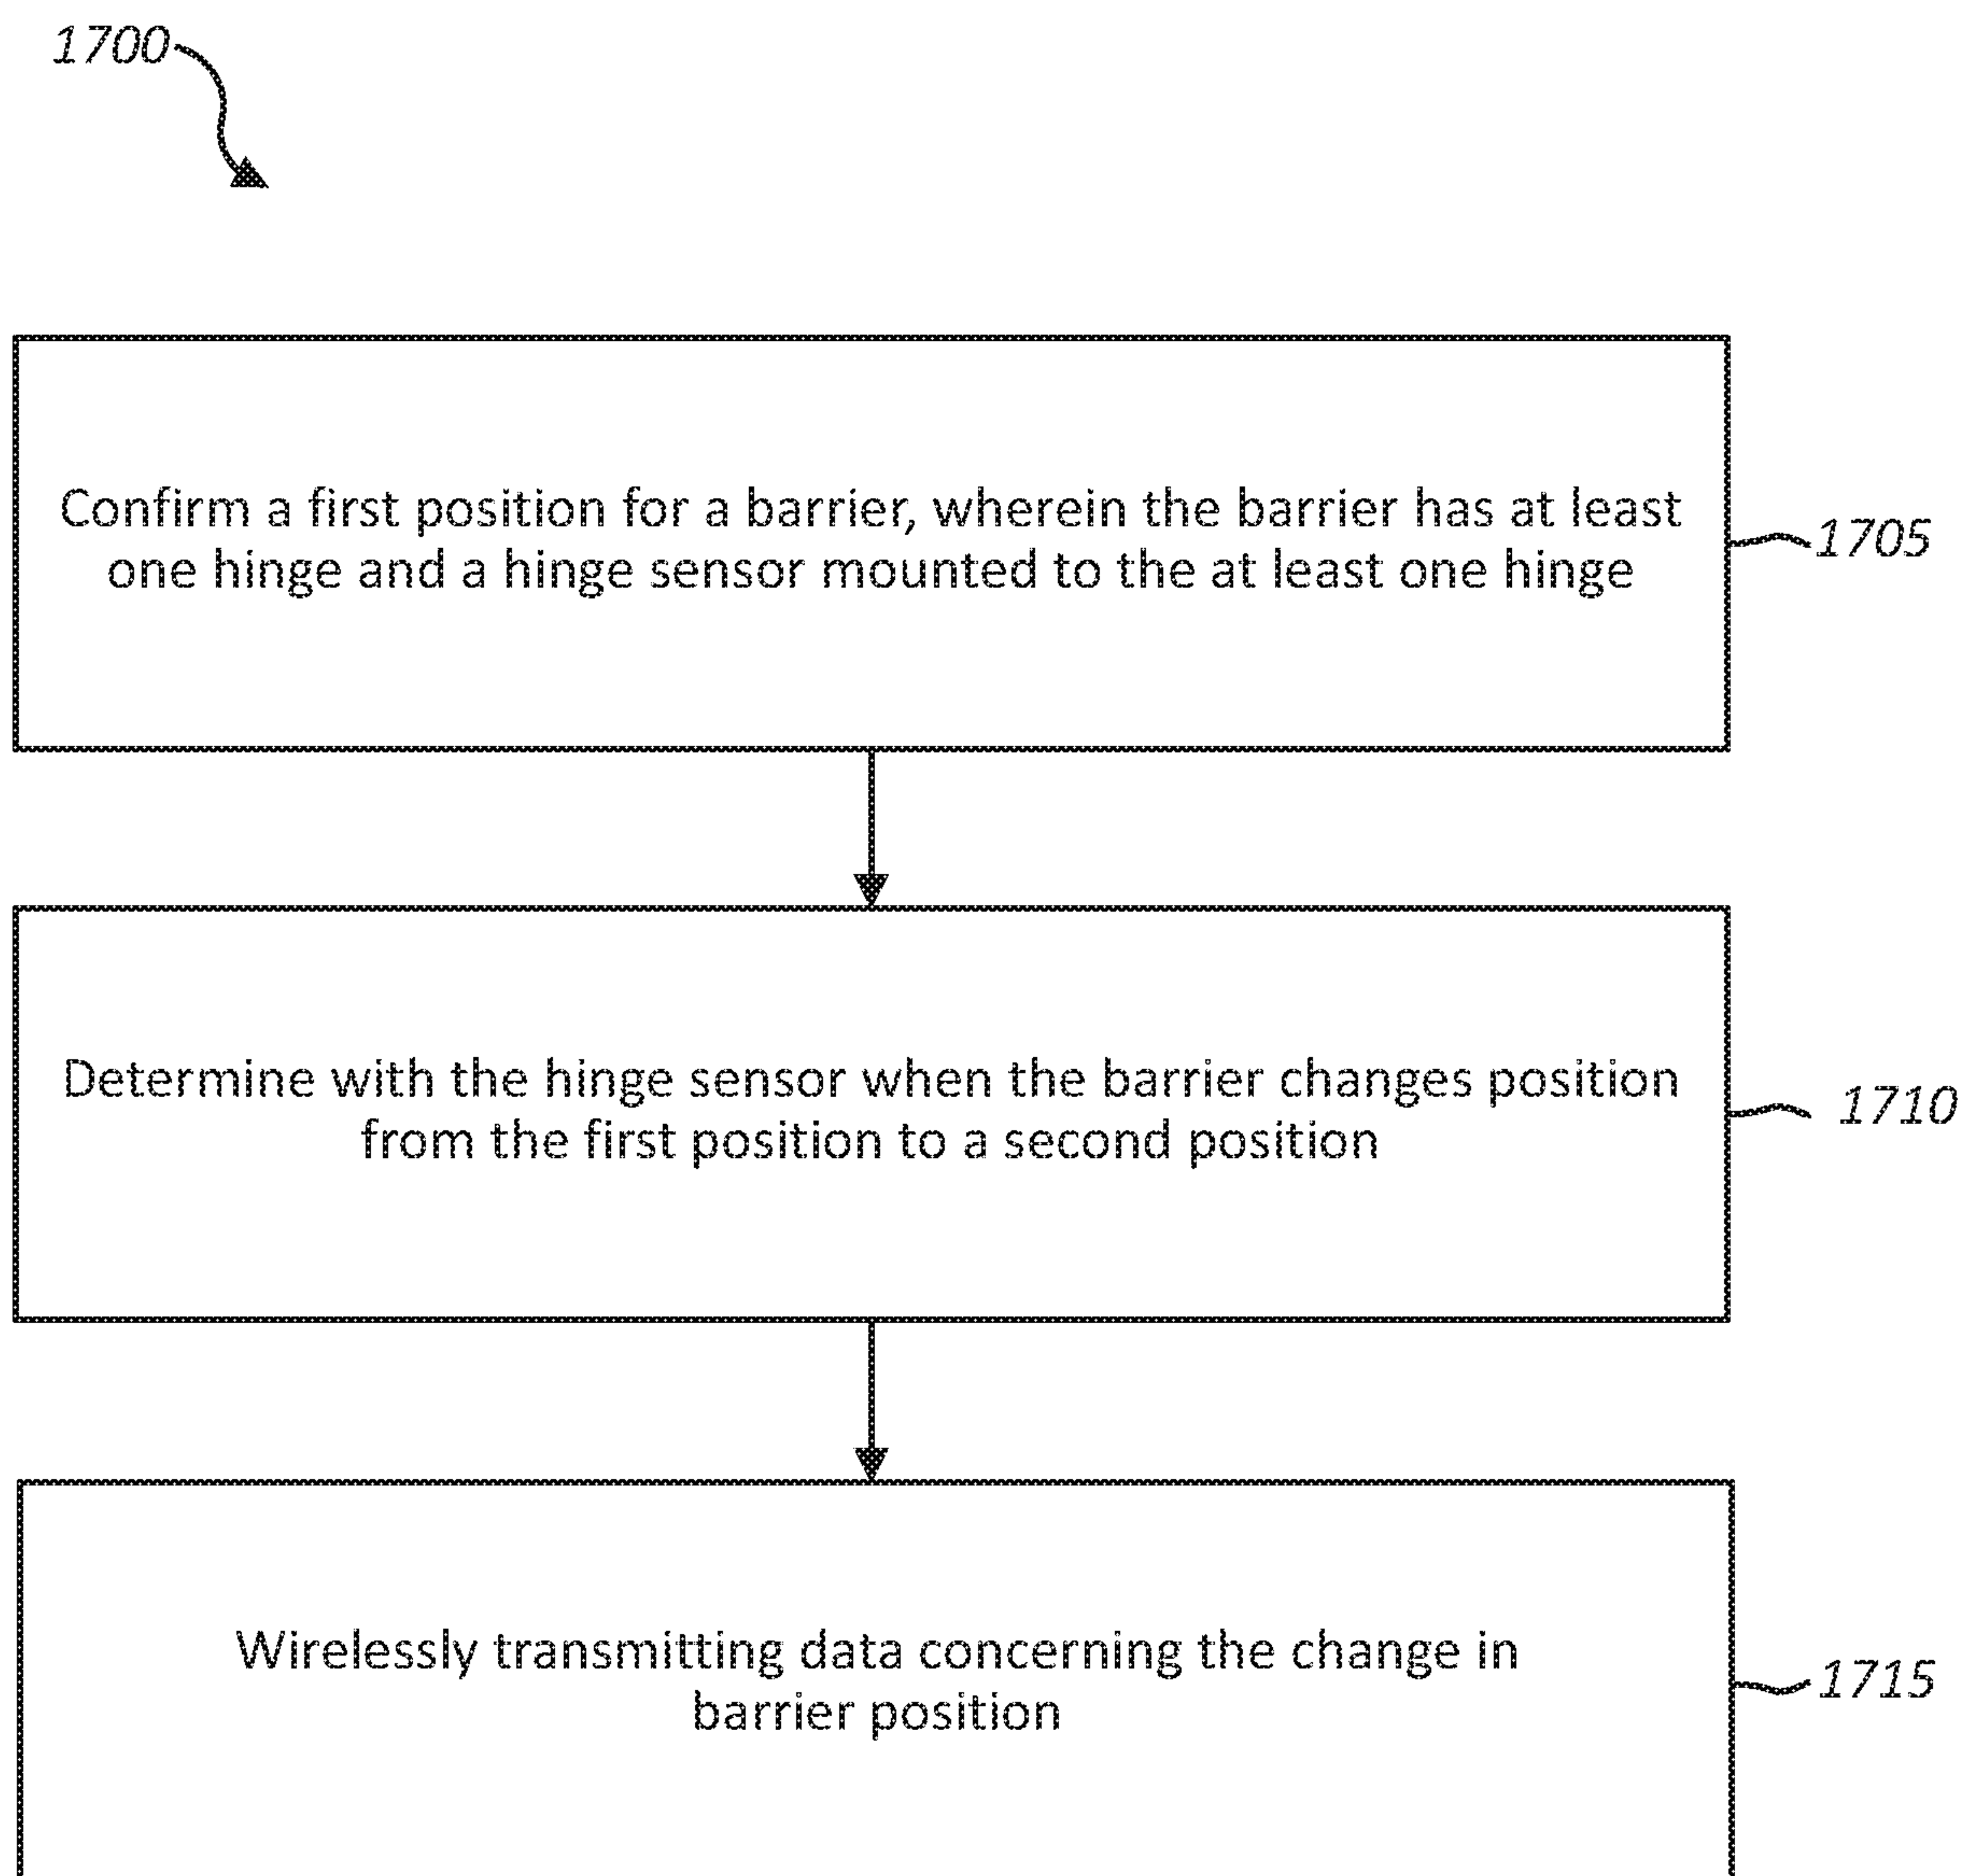 1700
Confirm a first position for a barrier, wherein the barrier has at least
one hinge and a hinge sensor mounted to the at least one hinge
1705
Determine with the hinge sensor when the barrier changes position
from the first position to a second position
1710
Wirelessly transmitting data concerning the change in
barrier position
1715